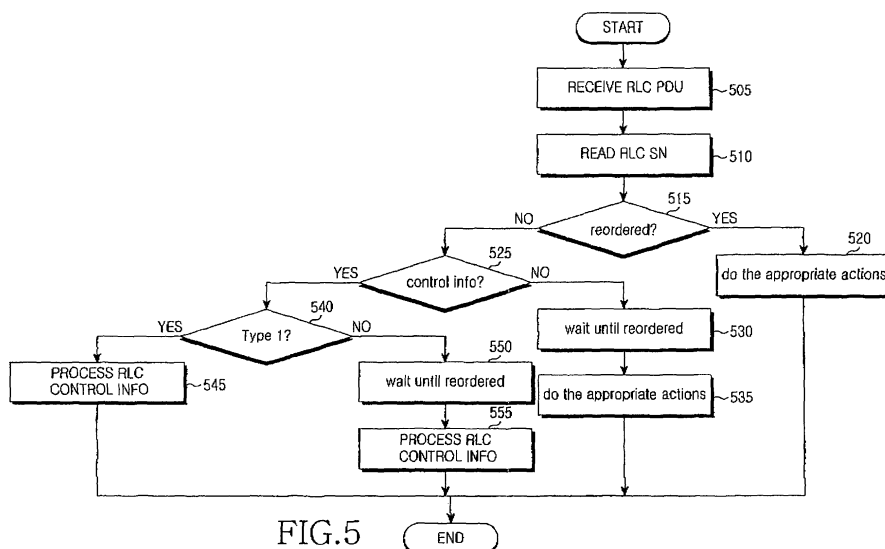 START
RECEIVE RLC PDU
505
READ RLC SN
510
515
NO
reordered?
YES
520
do the appropriate actions
525
YES
control info?
NO
540
YES
Type 1?
NO
wait until reordered
530
550
PROCESS RLC
CONTROL INFO
545
wait until reordered
do the appropriate actions
535
555
PROCESS RLC
CONTROL INFO
FIG.5
END